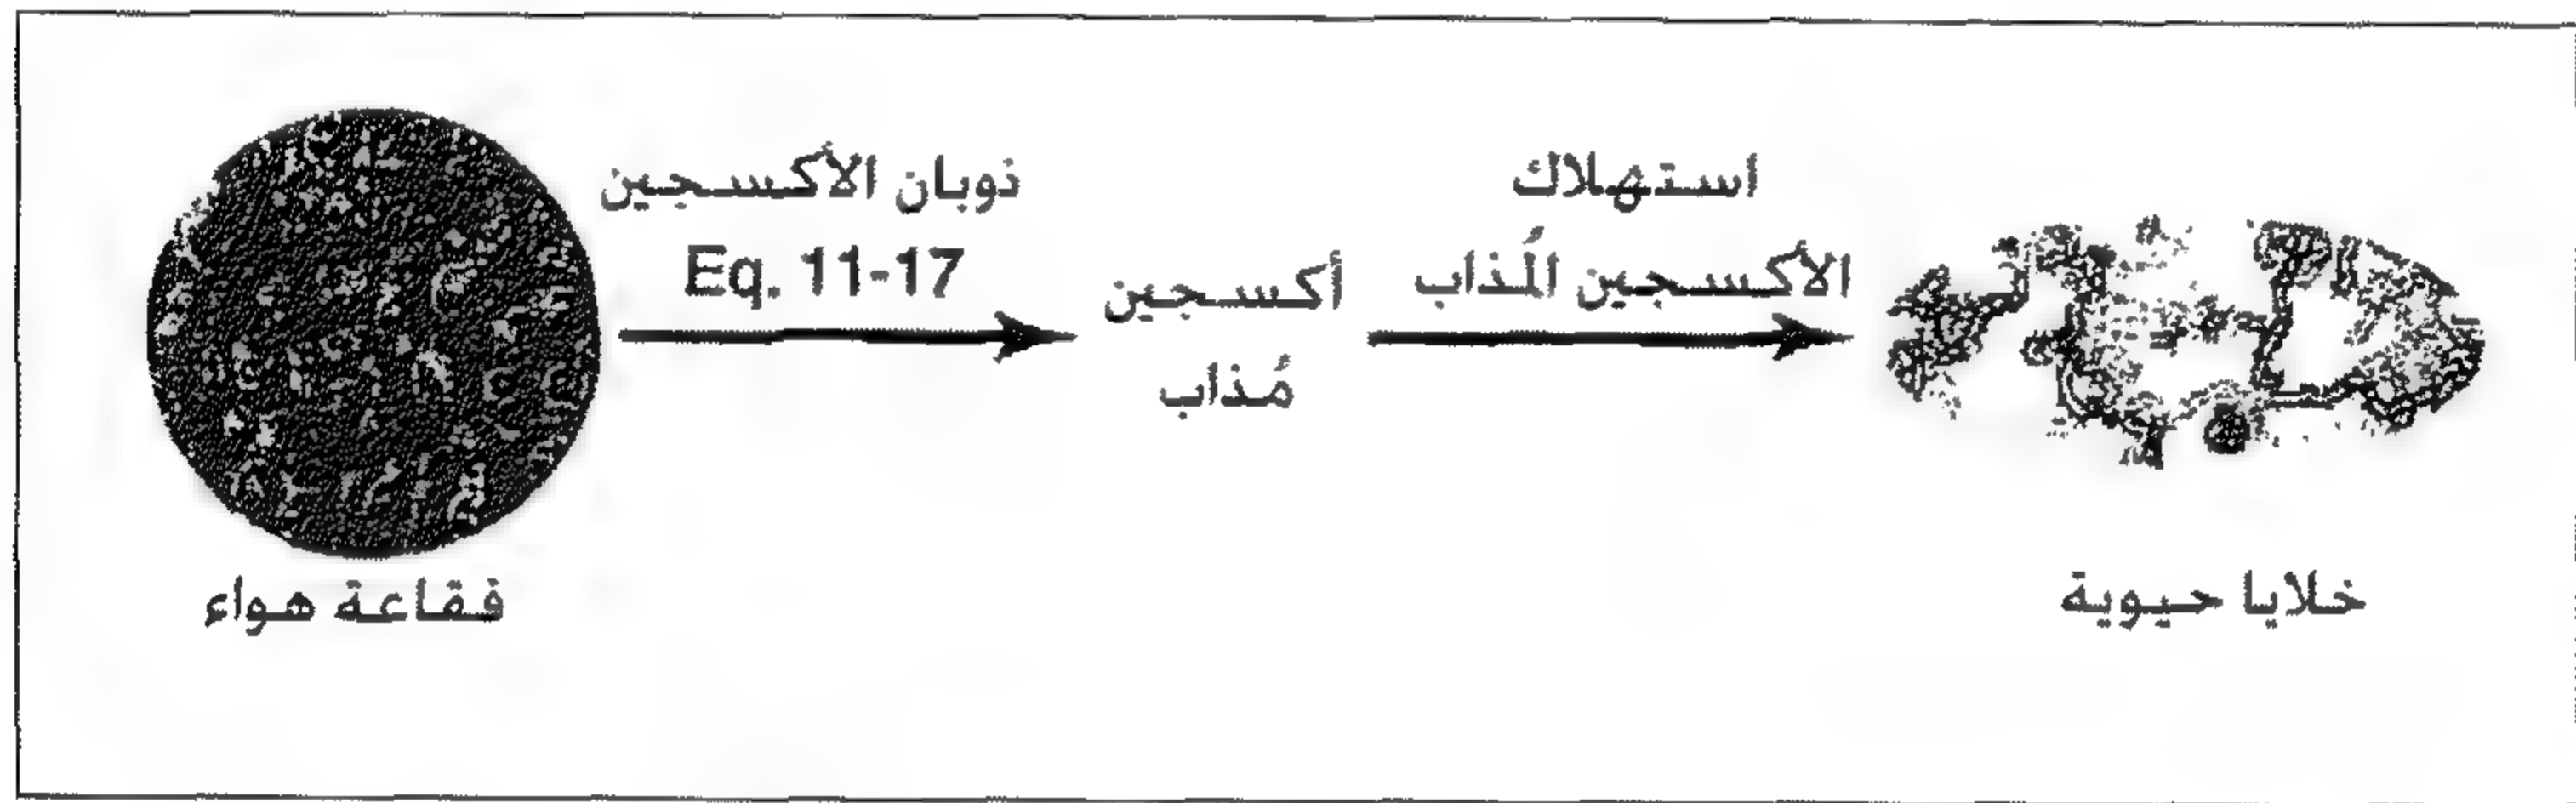 ذوبان الأكسجين
Eq. 11-17
أكسجين
مُذاب
استهلاك
الأكسجين المُذاب
فقاعة هواء
خلايا حيوية